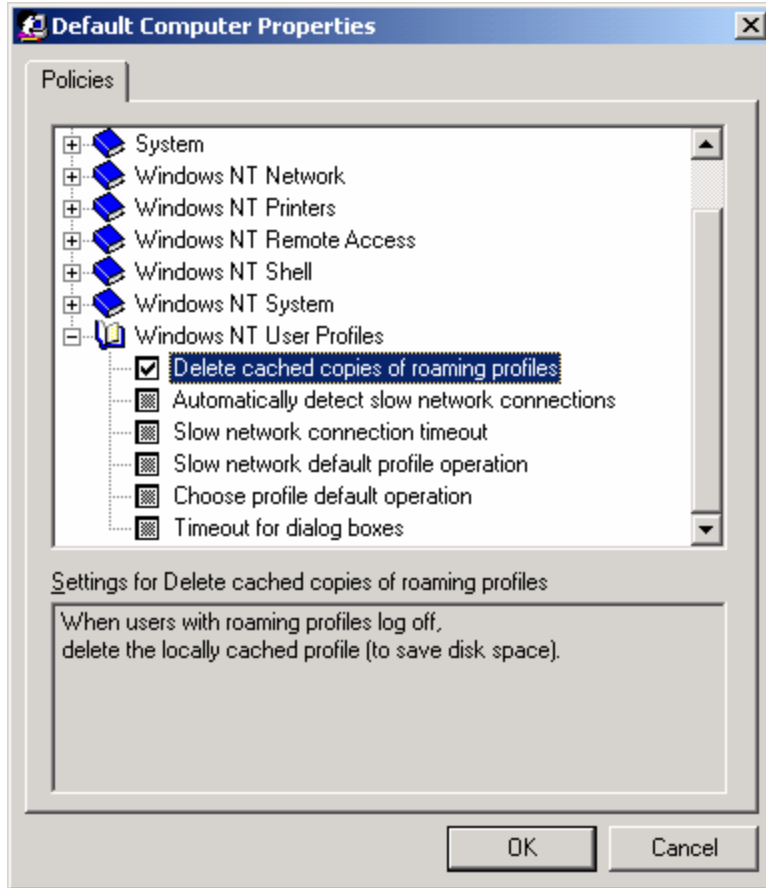 Default Computer Properties
Policies
System
Windows NT Network
Windows NT Printers
Windows NT Remote Access
Windows NT Shell
Windows NT System
Windows NT User Profiles
Delete cached copies of roaming profiles
Automatically detect slow network connections
Slow network connection timeout
Slow network default profile operation
Choose profile default operation
Timeout for dialog boxes
Settings for Delete cached copies of roaming profiles
When users with roaming profiles log off,
delete the locally cached profile (to save disk space).
OK Cancel